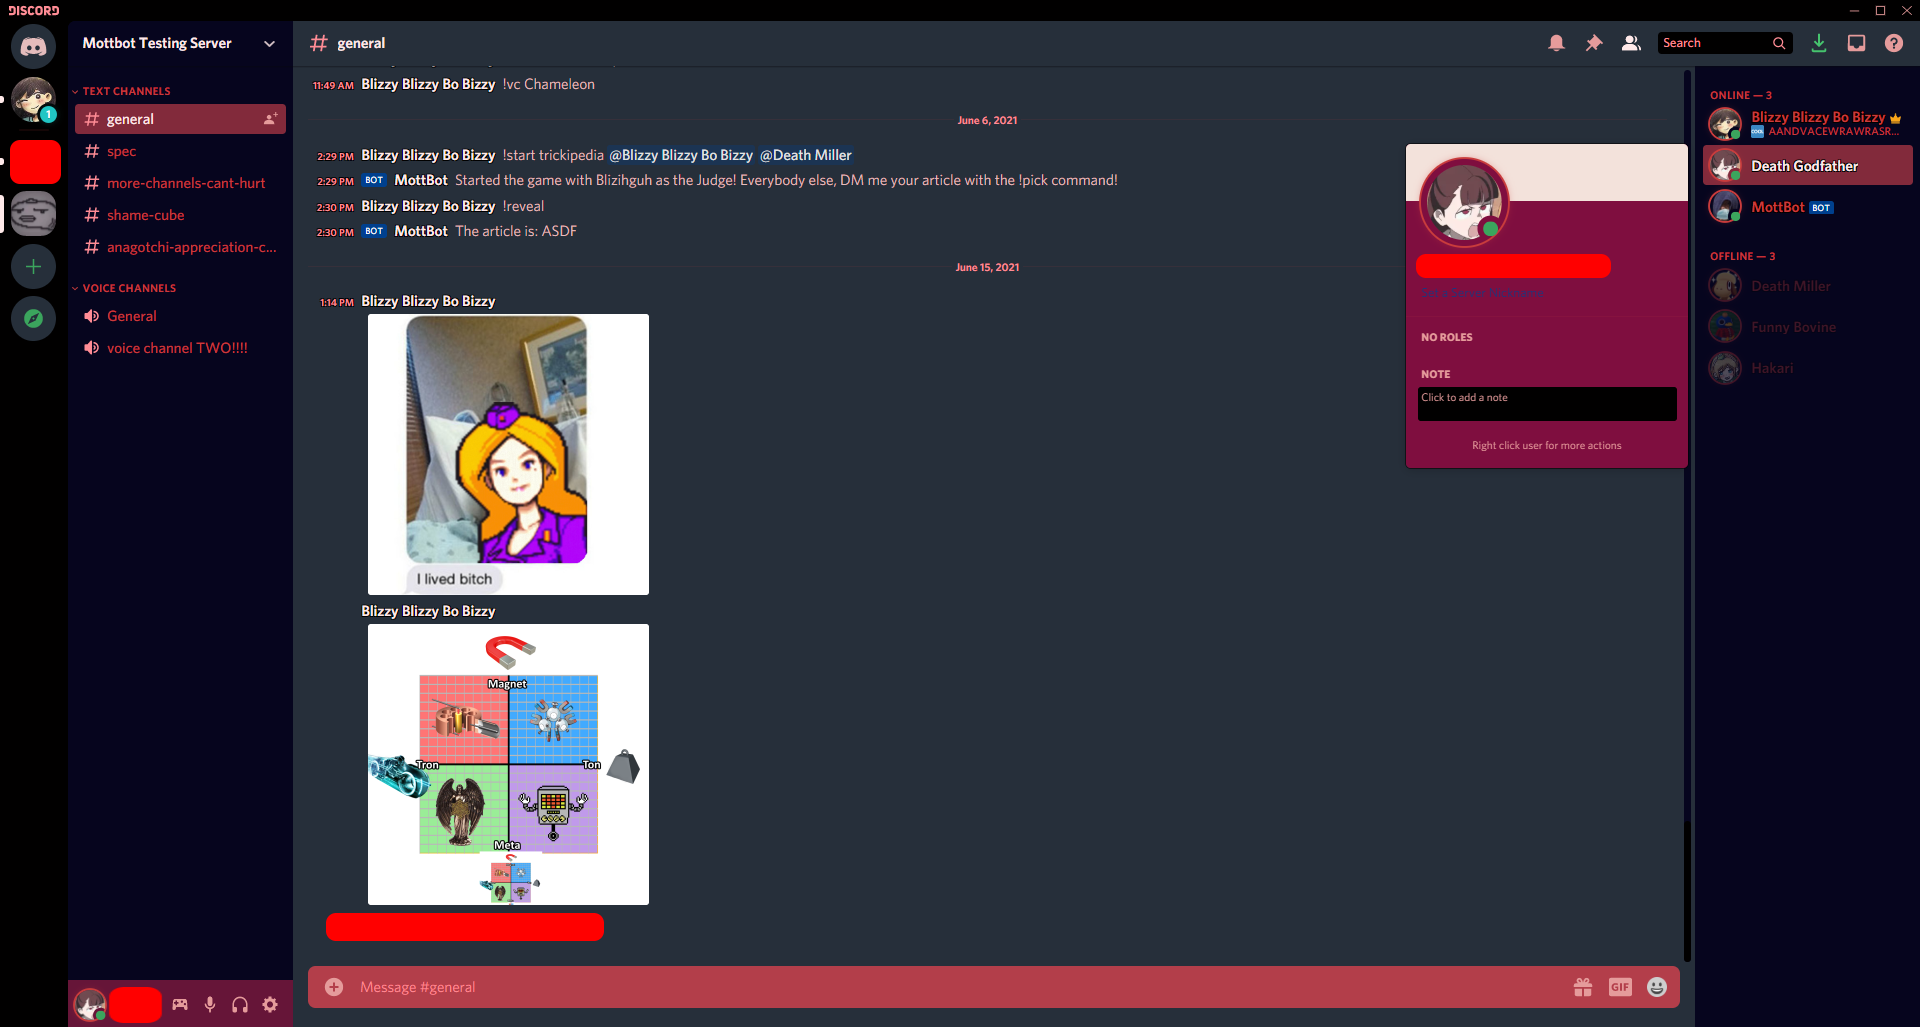 DISCORD
Mottbot Testing Server
TEXT CHANNELS
general
spec
more-channels-cant-hurt
shame-cube
anagotchi-appreciation-c...
VOICE CHANNELS
General
voice channel TWO!!!!
1
# general
Search
11:49 AM Blizzy Blizzy Bo Bizzy !vc Chameleon
June 6, 2021
2:29 PM Blizzy Blizzy Bo Bizzy !start trickipedia @Blizzy Blizzy Bo Bizzy @Death Miller
2:29 PM BOT MottBot Started the game with Blizihguh as the Judge! Everybody else, DM me your article with the !pick command!
2:30 PM Blizzy Blizzy Bo Bizzy !reveal
2:30 PM BOT MottBot The article is: ASDF
June 15, 2021
1:14 PM Blizzy Blizzy Bo Bizzy
I lived bitch
Blizzy Blizzy Bo Bizzy
Magnet
Tron
Ton
Meta
Message #general
GIF
NO ROLES
NOTE
Click to add a note
Right click user for more actions
ONLINE — 3
Blizzy Blizzy Bo Bizzy
COOL AANDVACEWRAWRASR...
Death Godfather
MottBot BOT
OFFLINE — 3
Death Miller
Funny Bovine
Hakari